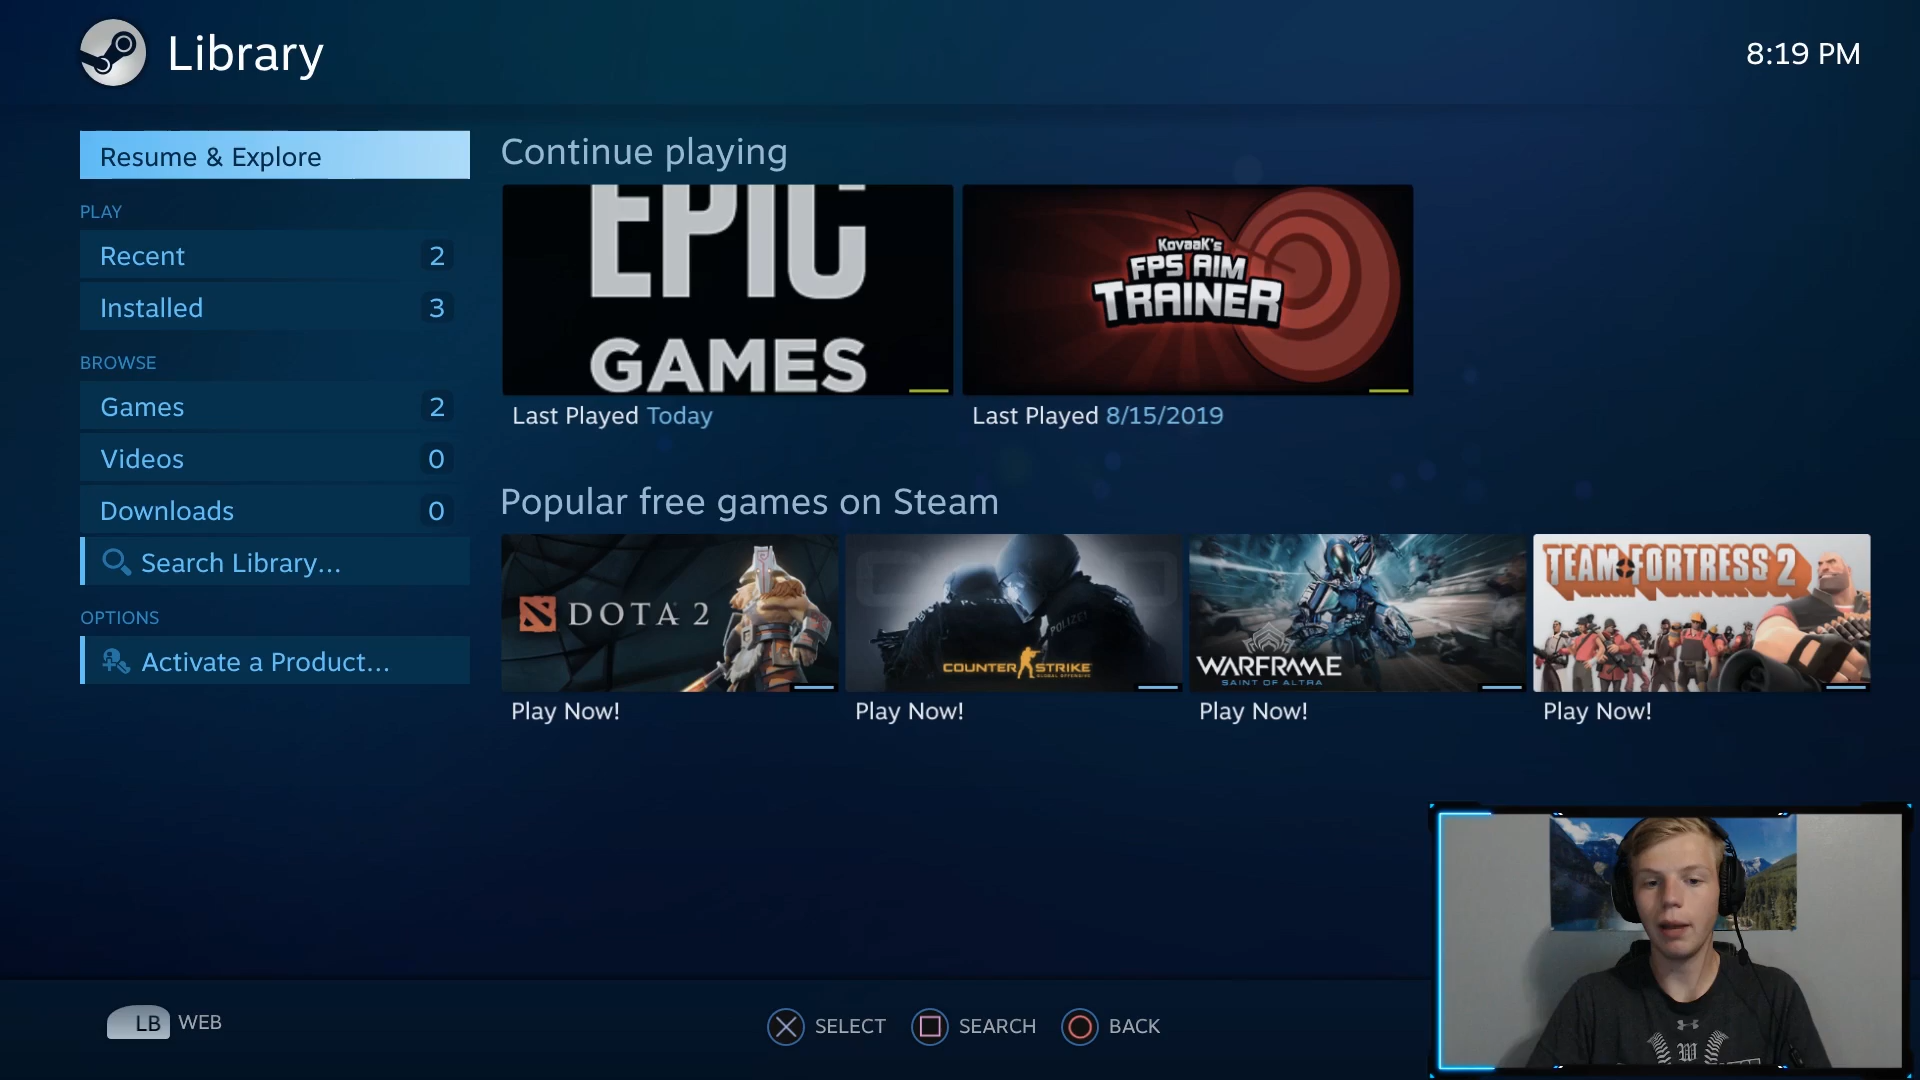 Library
8:19 PM
Resume & Explore
PLAY
Recent 2
Installed 3
BROWSE
Games 2
Videos 0
Downloads 0
Search Library...
OPTIONS
Activate a Product...
Continue playing
EPIC
GAMES
Last Played Today
KovaaK's
FPS AIM
TRAINER
Last Played 8/15/2019
Popular free games on Steam
DOTA 2
Play Now!
POLIZEI
COUNTER STRIKE
GLOBAL OFFENSIVE
Play Now!
WARFRAME
SAINT OF ALTRA
Play Now!
TEAM FORTRESS 2
Play Now!
LB WEB
SELECT
SEARCH
BACK
W